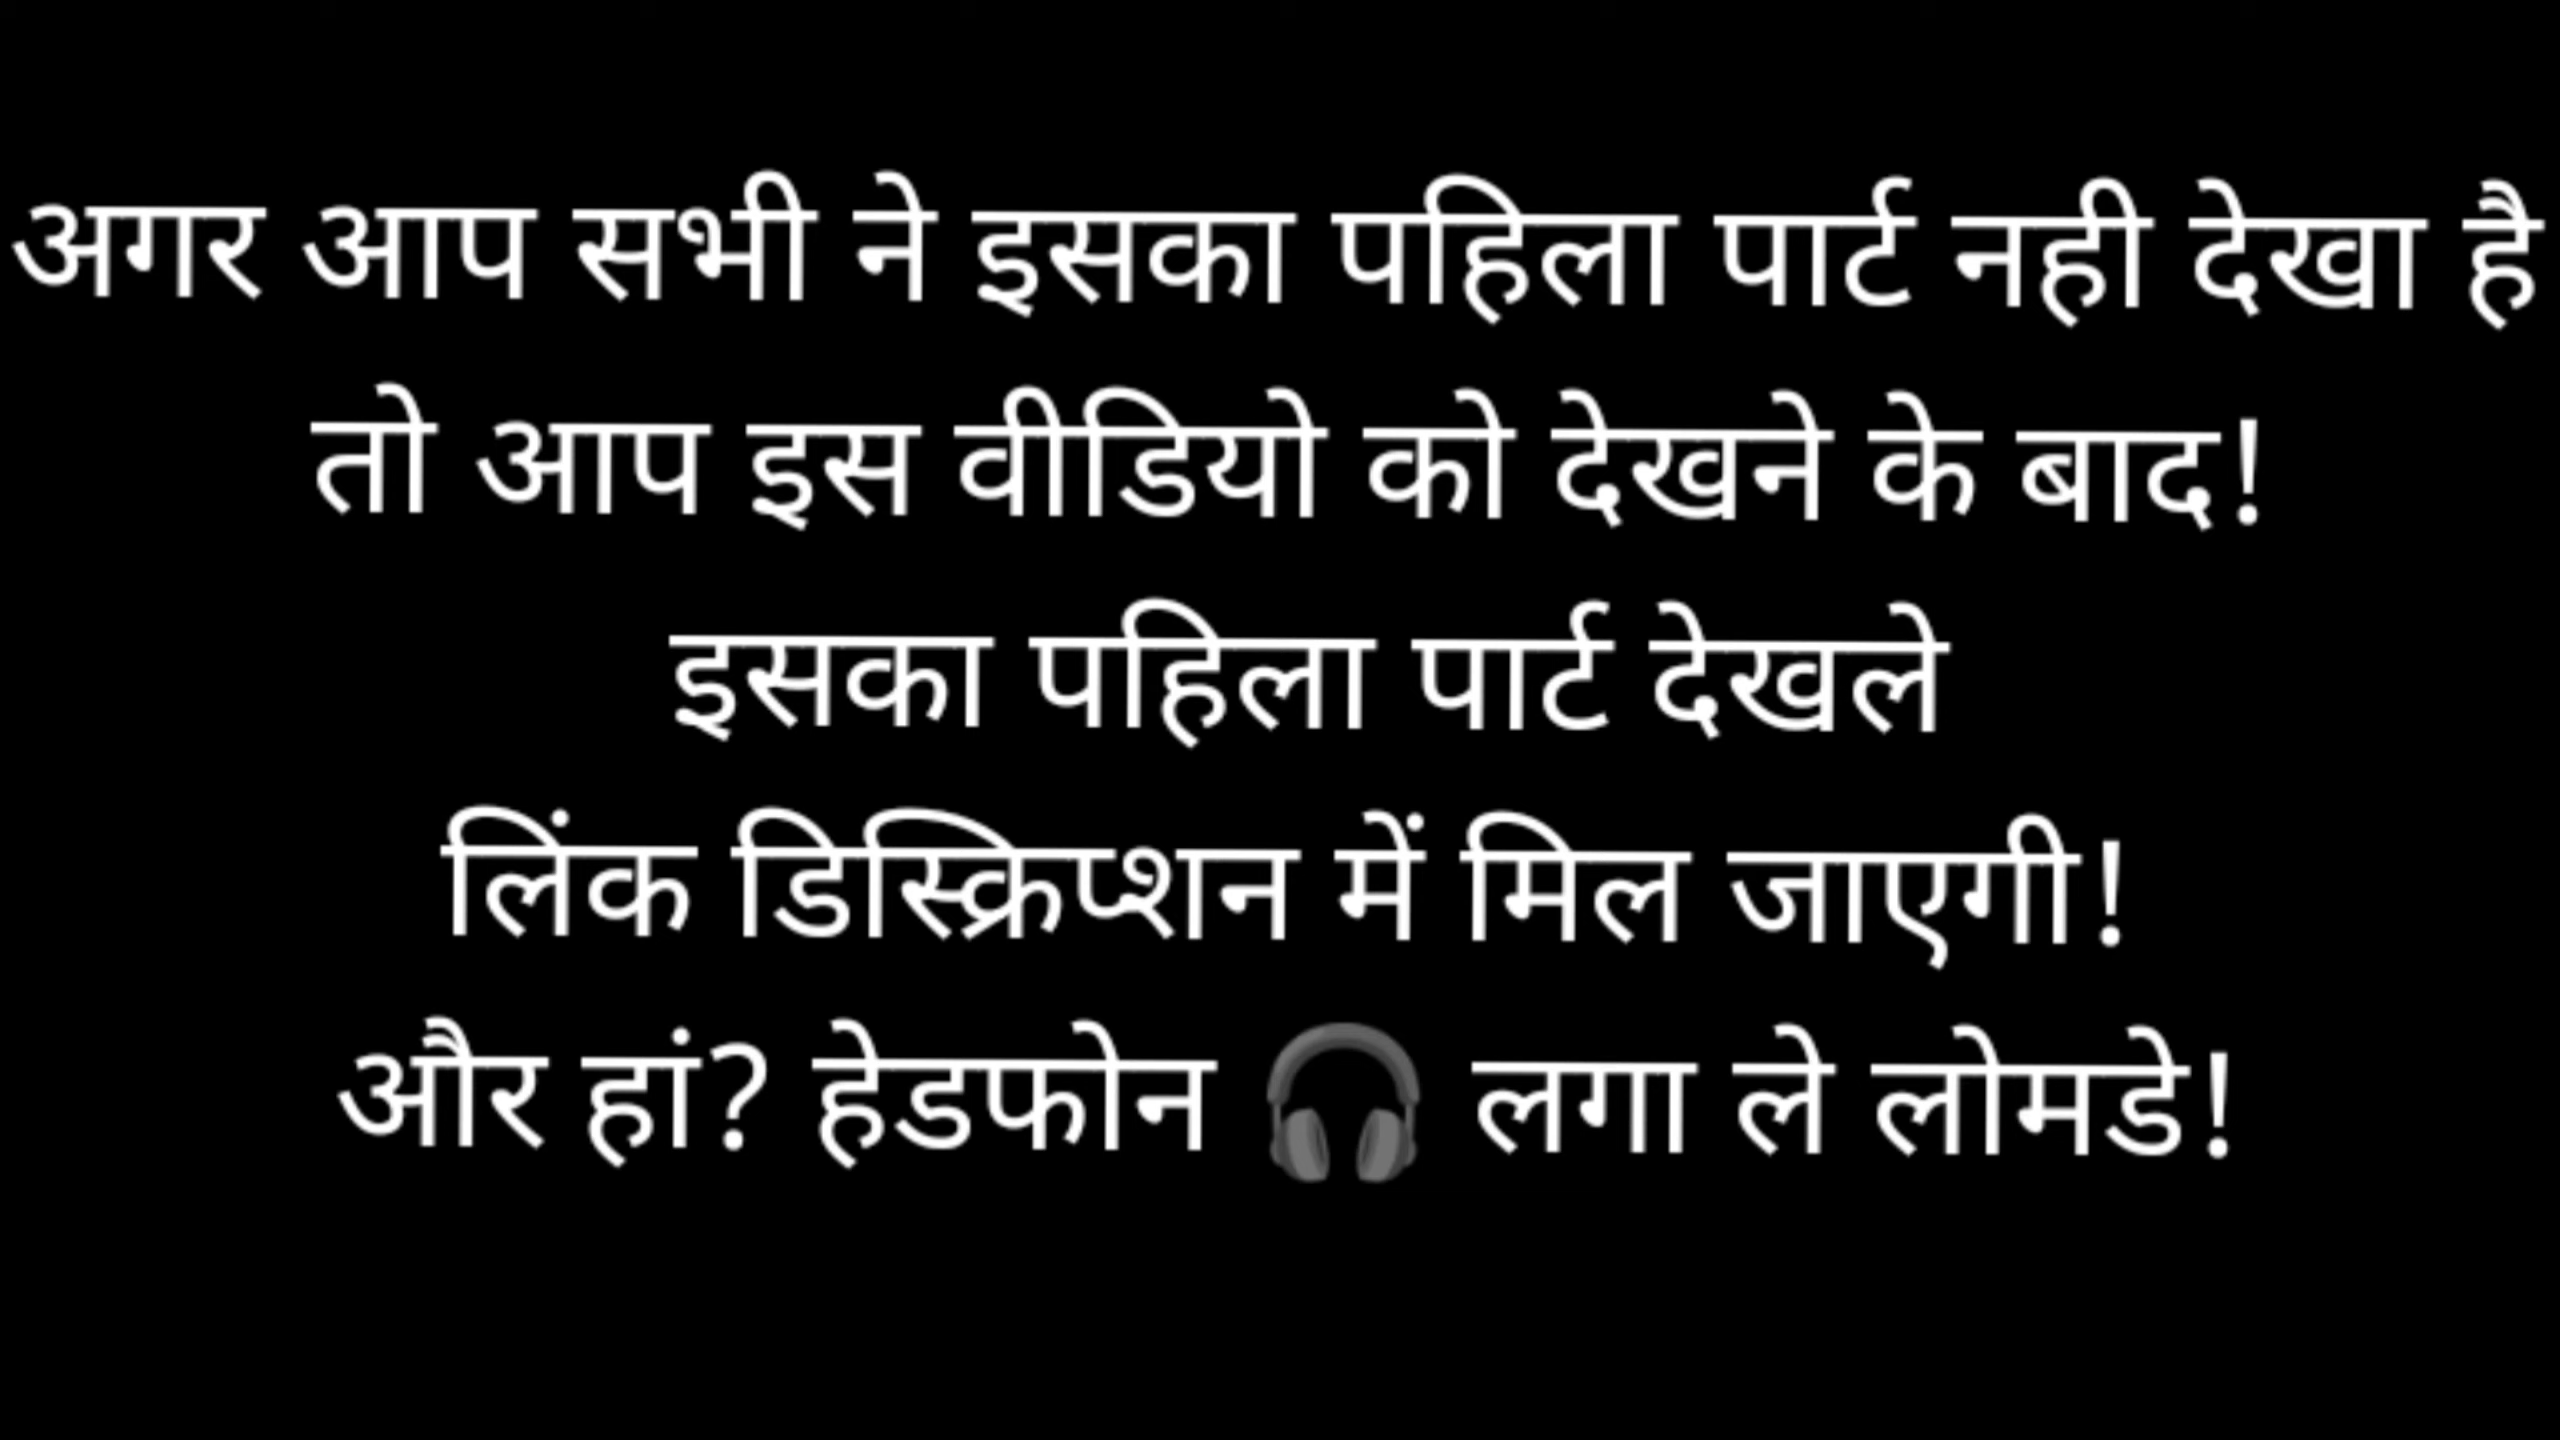 अगर आप सभी ने इसका पहिला पार्ट नही देखा है
तो आप इस वीडियो को देखने के बाद!
इसका पहिला पार्ट देखले
लिंक डिस्क्रिप्शन में मिल जाएगी!
और हां? हेडफोन 🎧 लगा ले लोमडे!